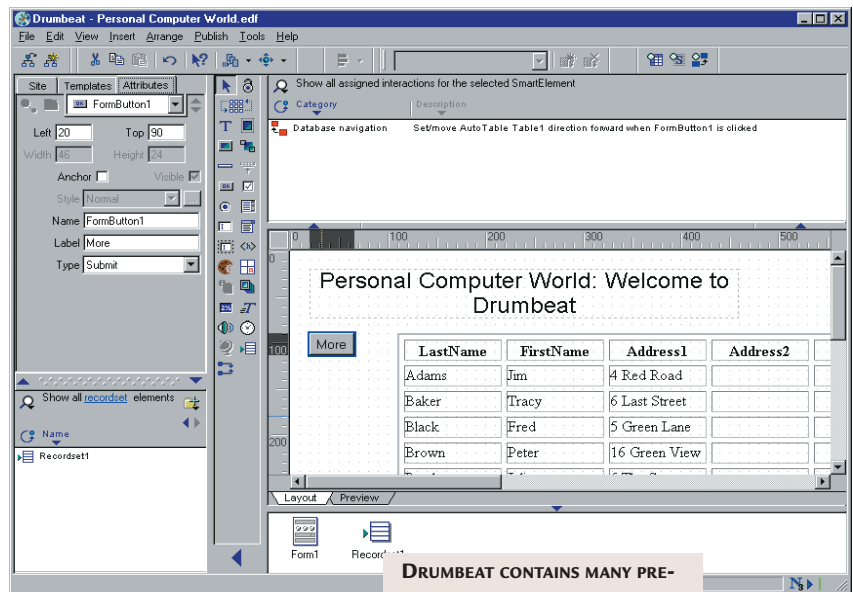 Drumbeat - Personal Computer World.edf
File Edit View Insert Arrange Publish Tools Help
Site Templates Attributes
FormButton1
Left 20 Top 90
Width 46 Height 24
Anchor Visible
Style Normal ...
Name FormButton1
Label More
Type Submit
Show all recordset elements
Name
Recordset1
Show all assigned interactions for the selected SmartElement
Category Description
Database navigation Set/move AutoTable Table1 direction forward when FormButton1 is clicked
0 100 200 300 400 500
0
100
200
Personal Computer World: Welcome to
Drumbeat
More
LastName FirstName Address1 Address2
Adams Jim 4 Red Road
Baker Tracy 6 Last Street
Black Fred 5 Green Lane
Brown Peter 16 Green View
Layout Preview
Form1
DRUMBEAT CONTAINS MANY PRE-